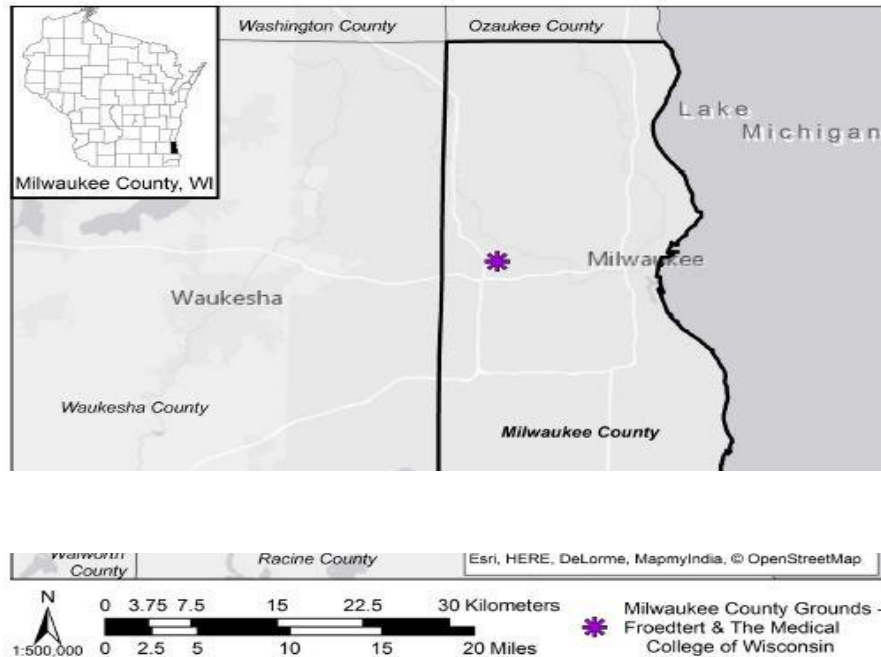 Washington County
Ozaukee County
Lake
Michigan
Milwaukee County, WI
Milwaukee
Waukesha
Waukesha County
Milwaukee County
Walworth
County
Racine County
Esri, HERE, DeLorme, MapmyIndia, © OpenStreetMap
N
1:500,000
0 3.75 7.5 15 22.5 30 Kilometers
0 2.5 5 10 15 20 Miles
Milwaukee County Grounds -
Froedtert & The Medical
College of Wisconsin